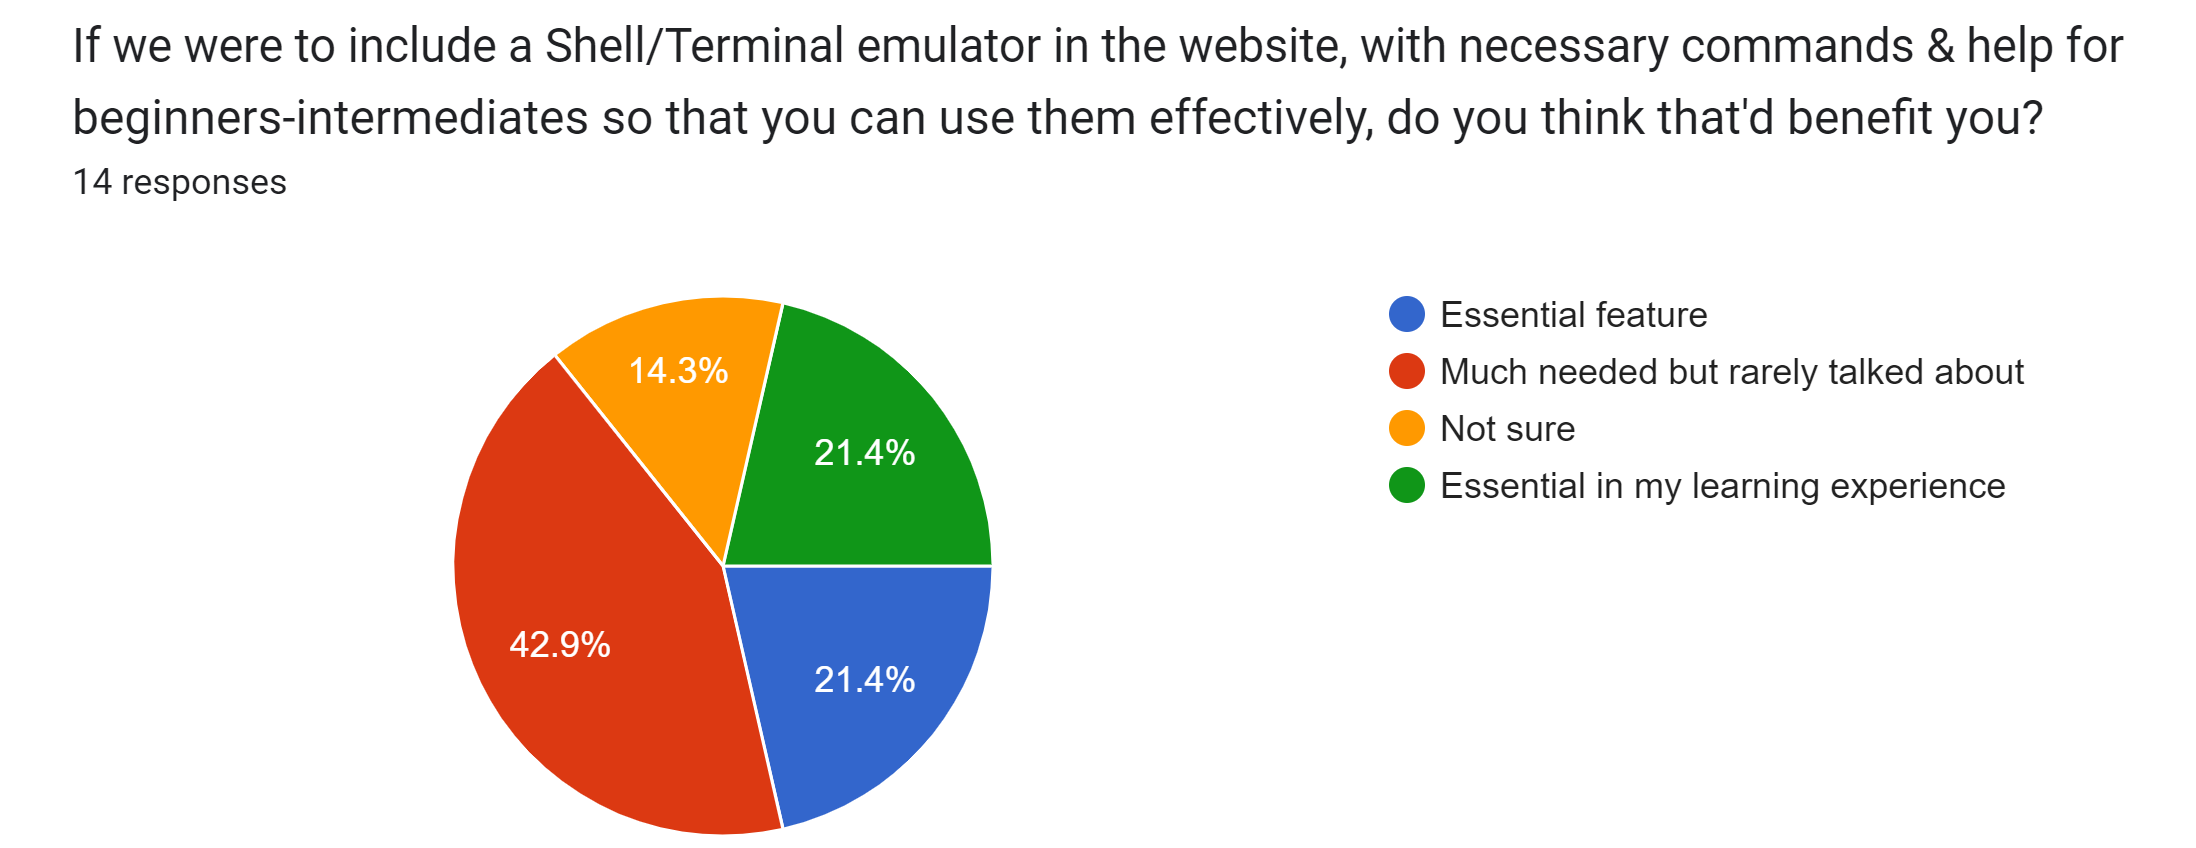 If we were to include a Shell/Terminal emulator in the website, with necessary commands & help for
beginners-intermediates so that you can use them effectively, do you think that'd benefit you?
14 responses
Essential feature
Much needed but rarely talked about
Not sure
Essential in my learning experience
14.3%
21.4%
42.9%
21.4%